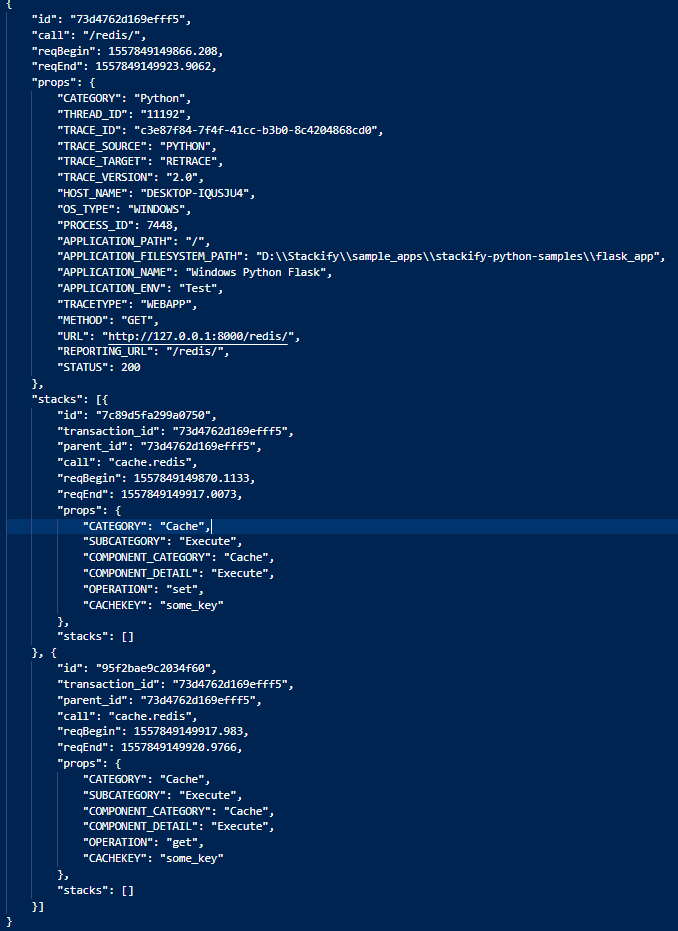 {
    "id": "73d4762d169efff5",
    "call": "/redis/",
    "reqBegin": 1557849149866.208,
    "reqEnd": 1557849149923.9062,
    "props": {
        "CATEGORY": "Python",
        "THREAD_ID": "11192",
        "TRACE_ID": "c3e87f84-7f4f-41cc-b3b0-8c4204868cd0",
        "TRACE_SOURCE": "PYTHON",
        "TRACE_TARGET": "RETRACE",
        "TRACE_VERSION": "2.0",
        "HOST_NAME": "DESKTOP-IQUSJU4",
        "OS_TYPE": "WINDOWS",
        "PROCESS_ID": 7448,
        "APPLICATION_PATH": "/",
        "APPLICATION_FILESYSTEM_PATH": "D:\\Stackify\\sample_apps\\stackify-python-samples\\flask_app",
        "APPLICATION_NAME": "Windows Python Flask",
        "APPLICATION_ENV": "Test",
        "TRACETYPE": "WEBAPP",
        "METHOD": "GET",
        "URL": "http://127.0.0.1:8000/redis/",
        "REPORTING_URL": "/redis/",
        "STATUS": 200
    },
    "stacks": [{
        "id": "7c89d5fa299a0750",
        "transaction_id": "73d4762d169efff5",
        "parent_id": "73d4762d169efff5",
        "call": "cache.redis",
        "reqBegin": 1557849149870.1133,
        "reqEnd": 1557849149917.0073,
        "props": {
            "CATEGORY": "Cache",
            "SUBCATEGORY": "Execute",
            "COMPONENT_CATEGORY": "Cache",
            "COMPONENT_DETAIL": "Execute",
            "OPERATION": "set",
            "CACHEKEY": "some_key"
        },
        "stacks": []
    }, {
        "id": "95f2bae9c2034f60",
        "transaction_id": "73d4762d169efff5",
        "parent_id": "73d4762d169efff5",
        "call": "cache.redis",
        "reqBegin": 1557849149917.983,
        "reqEnd": 1557849149920.9766,
        "props": {
            "CATEGORY": "Cache",
            "SUBCATEGORY": "Execute",
            "COMPONENT_CATEGORY": "Cache",
            "COMPONENT_DETAIL": "Execute",
            "OPERATION": "get",
            "CACHEKEY": "some_key"
        },
        "stacks": []
    }]
}